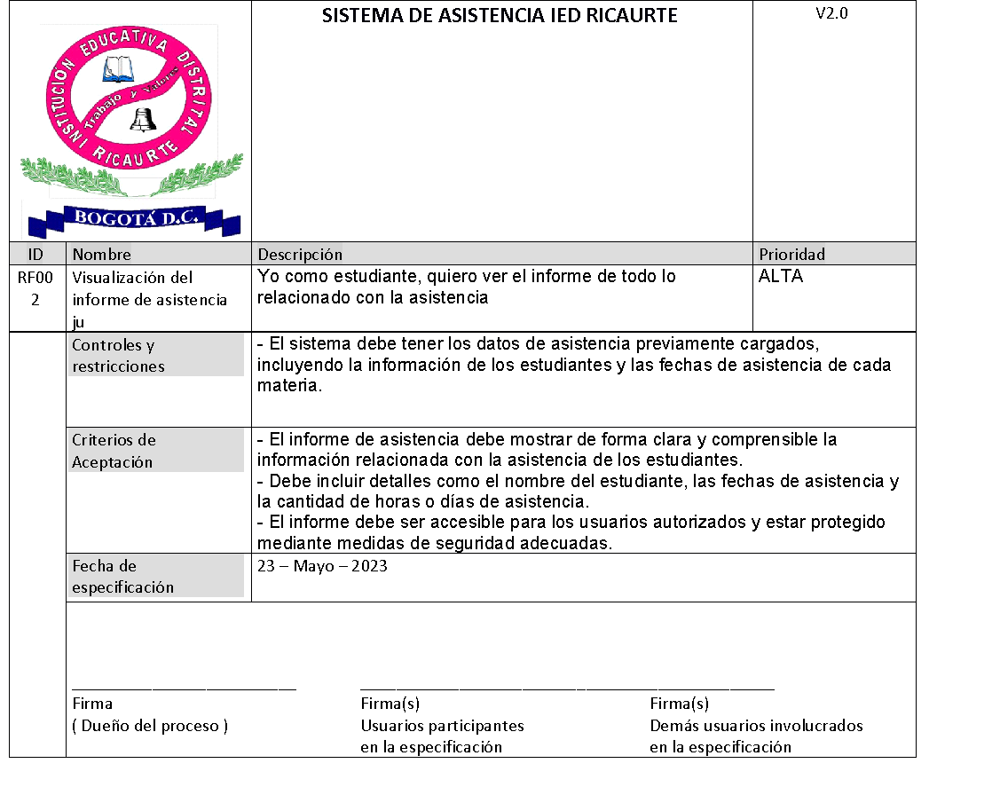 SISTEMA DE ASISTENCIA IED RICAURTE
V2.0
INSTITUCIÓN EDUCATIVA DISTRITAL
RICAURTE
Trabajo y Valores
BOGOTÁ D.C.
ID Nombre Descripción Prioridad
RF00
2
Visualización del
informe de asistencia
ju
Yo como estudiante, quiero ver el informe de todo lo
relacionado con la asistencia
ALTA
Controles y
restricciones
- El sistema debe tener los datos de asistencia previamente cargados,
incluyendo la información de los estudiantes y las fechas de asistencia de cada
materia.
Criterios de
Aceptación
- El informe de asistencia debe mostrar de forma clara y comprensible la
información relacionada con la asistencia de los estudiantes.
- Debe incluir detalles como el nombre del estudiante, las fechas de asistencia y
la cantidad de horas o días de asistencia.
- El informe debe ser accesible para los usuarios autorizados y estar protegido
mediante medidas de seguridad adecuadas.
Fecha de
especificación
23 – Mayo – 2023
Firma
( Dueño del proceso )
Firma(s)
Usuarios participantes
en la especificación
Firma(s)
Demás usuarios involucrados
en la especificación